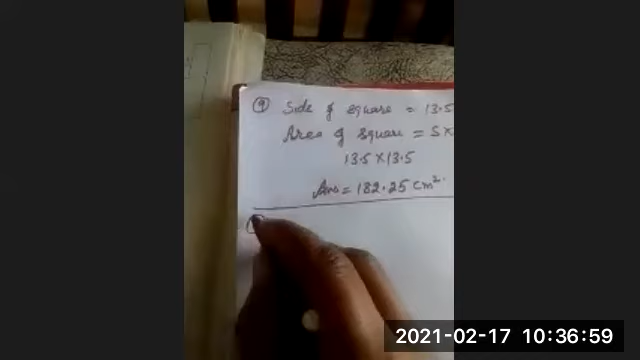 9 Side of square = 13.5
Area of square = S×
13.5 × 13.5
Ans = 182.25 cm².
2021-02-17 10:36:59